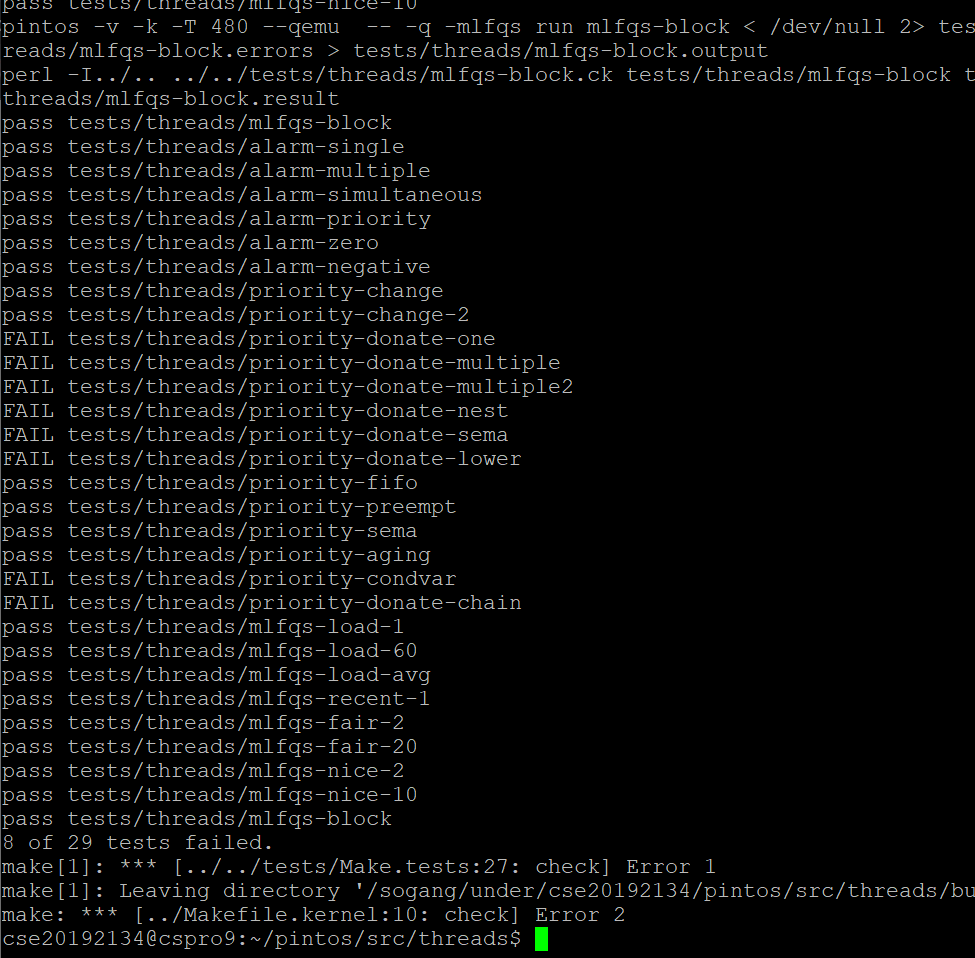 pass tests/threads/mlfqs-nice-10
pintos -v -k -T 480 --qemu  -- -q -mlfqs run mlfqs-block < /dev/null 2> tes
reads/mlfqs-block.errors > tests/threads/mlfqs-block.output
perl -I../.. ../../tests/threads/mlfqs-block.ck tests/threads/mlfqs-block t
threads/mlfqs-block.result
pass tests/threads/mlfqs-block
pass tests/threads/alarm-single
pass tests/threads/alarm-multiple
pass tests/threads/alarm-simultaneous
pass tests/threads/alarm-priority
pass tests/threads/alarm-zero
pass tests/threads/alarm-negative
pass tests/threads/priority-change
pass tests/threads/priority-change-2
FAIL tests/threads/priority-donate-one
FAIL tests/threads/priority-donate-multiple
FAIL tests/threads/priority-donate-multiple2
FAIL tests/threads/priority-donate-nest
FAIL tests/threads/priority-donate-sema
FAIL tests/threads/priority-donate-lower
pass tests/threads/priority-fifo
pass tests/threads/priority-preempt
pass tests/threads/priority-sema
pass tests/threads/priority-aging
FAIL tests/threads/priority-condvar
FAIL tests/threads/priority-donate-chain
pass tests/threads/mlfqs-load-1
pass tests/threads/mlfqs-load-60
pass tests/threads/mlfqs-load-avg
pass tests/threads/mlfqs-recent-1
pass tests/threads/mlfqs-fair-2
pass tests/threads/mlfqs-fair-20
pass tests/threads/mlfqs-nice-2
pass tests/threads/mlfqs-nice-10
pass tests/threads/mlfqs-block
8 of 29 tests failed.
make[1]: *** [../../tests/Make.tests:27: check] Error 1
make[1]: Leaving directory '/sogang/under/cse20192134/pintos/src/threads/bu
make: *** [../Makefile.kernel:10: check] Error 2
cse20192134@cspro9:~/pintos/src/threads$